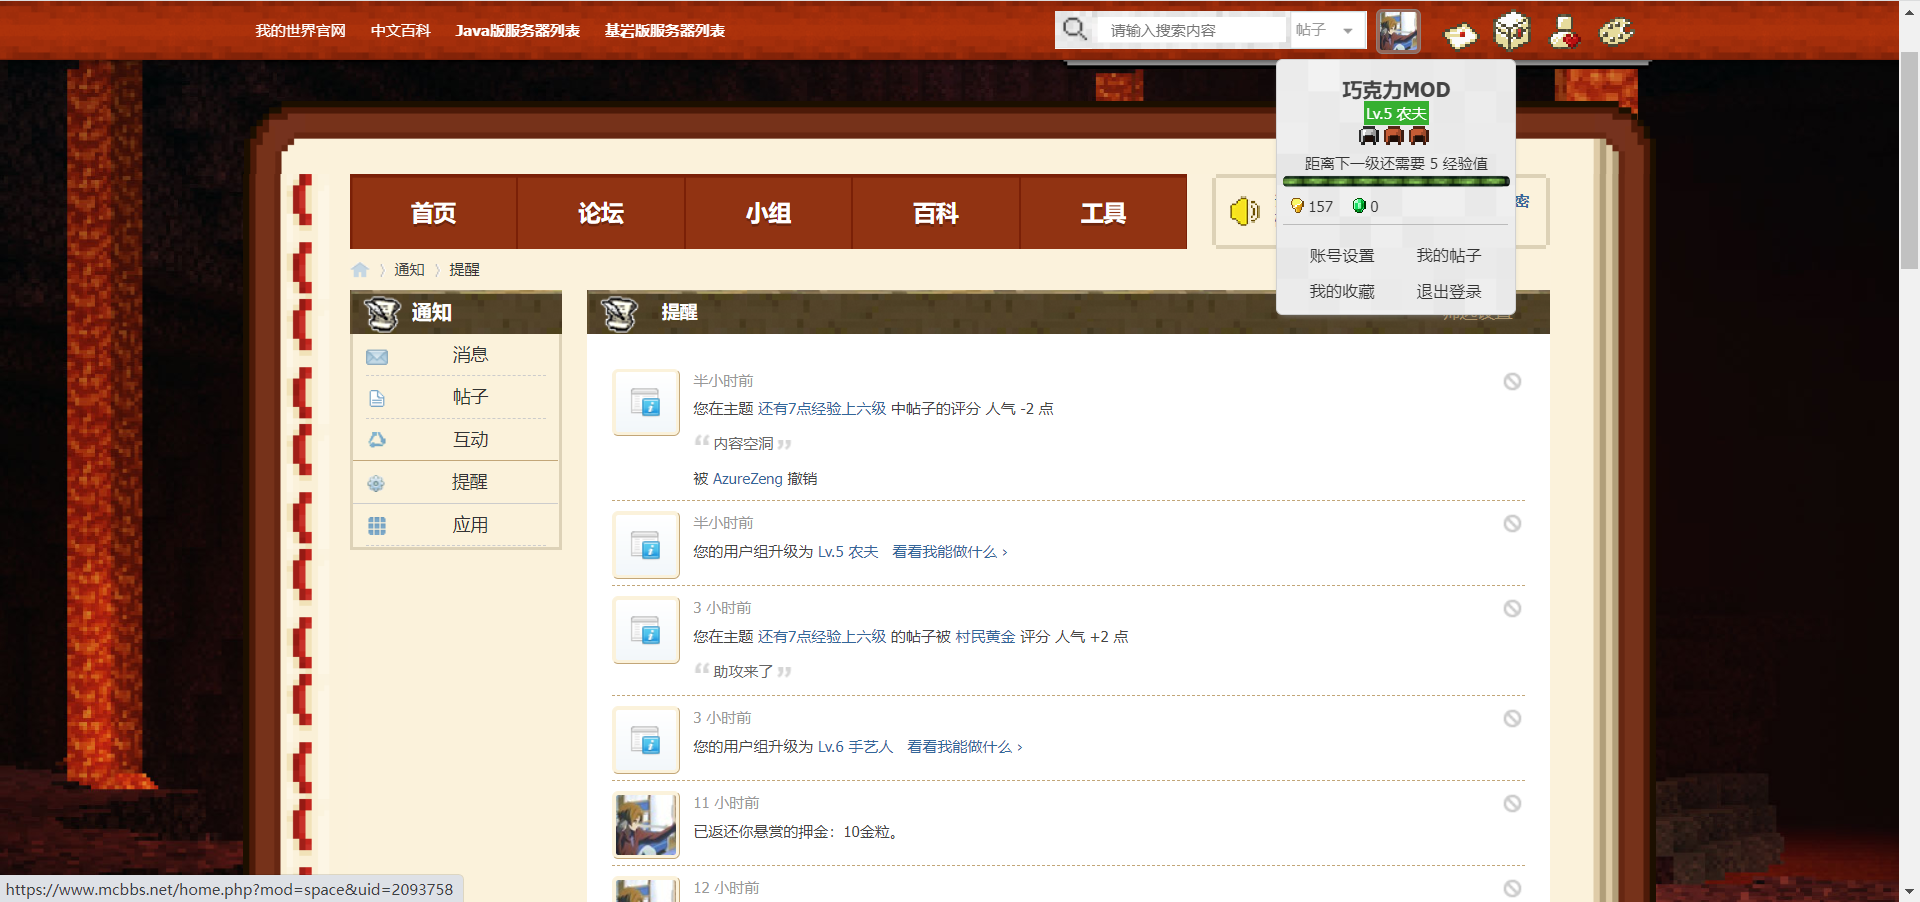 我的世界官网 中文百科 Java版服务器列表 基岩版服务器列表 请输入搜索内容 帖子
巧克力MOD
Lv.5 农夫
距离下一级还需要 5 经验值
157 0
账号设置 我的帖子
我的收藏 退出登录
首页 论坛 小组 百科 工具
密
通知 提醒
通知
消息
帖子
互动
提醒
应用
提醒
半小时前
您在主题 还有7点经验上六级 中帖子的评分 人气 -2 点
“ 内容空洞 ”
被 AzureZeng 撤销
半小时前
您的用户组升级为 Lv.5 农夫 看看我能做什么 ›
3 小时前
您在主题 还有7点经验上六级 的帖子被 村民黄金 评分 人气 +2 点
“ 助攻来了 ”
3 小时前
您的用户组升级为 Lv.6 手艺人 看看我能做什么 ›
11 小时前
已返还你悬赏的押金：10金粒。
12 小时前
https://www.mcbbs.net/home.php?mod=space&uid=2093758